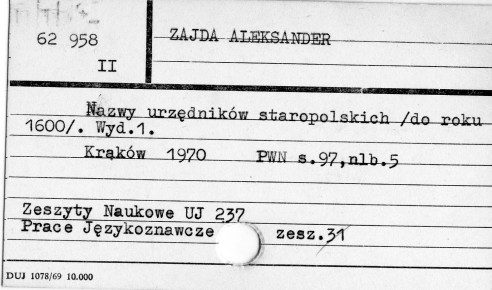 62 958
II
ZAJDA ALEKSANDER
Nazwy urzędników staropolskich /do roku
1600/. Wyd.1.
Kraków 1970 PWN s.97,nlb.5
Zeszyty Naukowe UJ 237
Prace Językoznawcze zesz.31
DUJ 1078/69 10.000